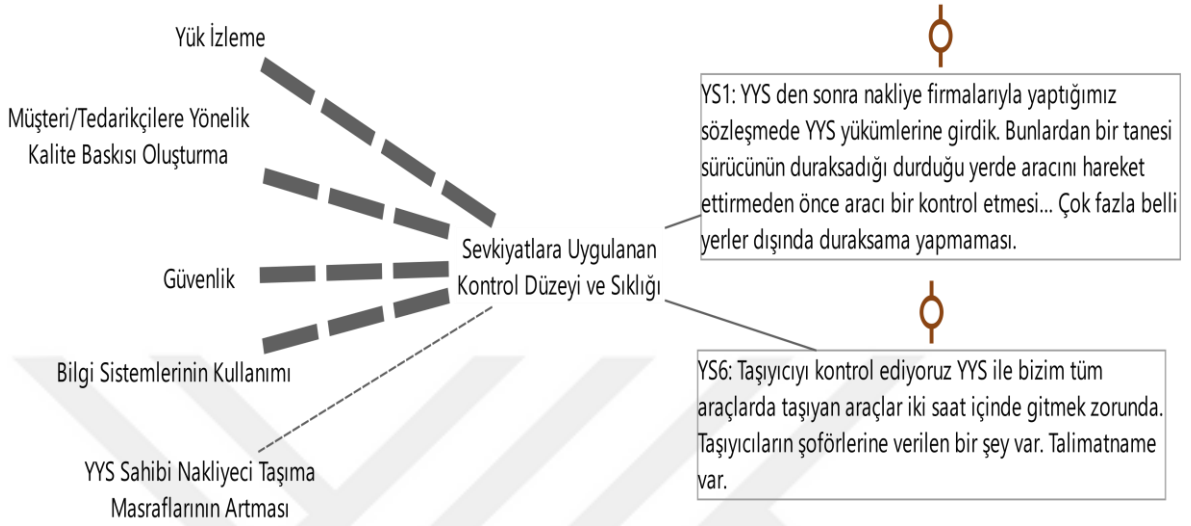 Yük İzleme
Müşteri/Tedarikçilere Yönelik
Kalite Baskısı Oluşturma
Güvenlik
Bilgi Sistemlerinin Kullanımı
YYS Sahibi Nakliyeci Taşıma
Masraflarının Artması
Sevkiyatlara Uygulanan
Kontrol Düzeyi ve Sıklığı
YS1: YYS den sonra nakliye firmalarıyla yaptığımız
sözleşmede YYS yükümlerine girdik. Bunlardan bir tanesi
sürücünün duraksadığı durduğu yerde aracını hareket
ettirmeden önce aracı bir kontrol etmesi... Çok fazla belli
yerler dışında duraksama yapmaması.
YS6: Taşıyıcıyı kontrol ediyoruz YYS ile bizim tüm
araçlarda taşıyan araçlar iki saat içinde gitmek zorunda.
Taşıyıcıların şoförlerine verilen bir şey var. Talimatname
var.